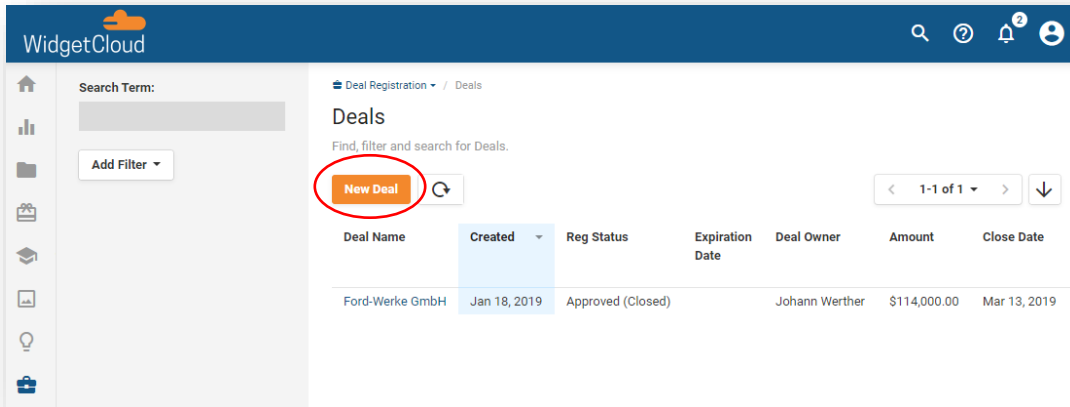 WidgetCloud
2
Search Term:
Add Filter
Deal Registration / Deals
Deals
Find, filter and search for Deals.
New Deal
1-1 of 1
Deal Name Created Reg Status Expiration Date Deal Owner Amount Close Date
Ford-Werke GmbH Jan 18, 2019 Approved (Closed) Johann Werther $114,000.00 Mar 13, 2019